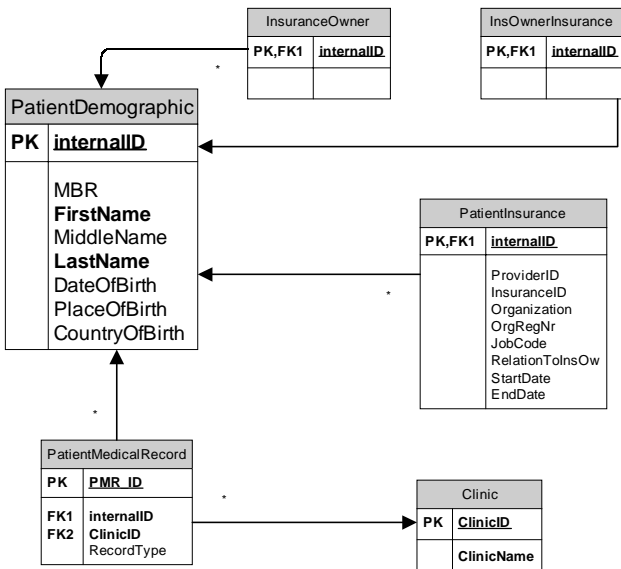 InsuranceOwner
PK,FK1 internalID
*
InsOwnerInsurance
PK,FK1 internalID
PatientDemographic
PK internalID
MBR
FirstName
MiddleName
LastName
DateOfBirth
PlaceOfBirth
CountryOfBirth
PatientInsurance
PK,FK1 internalID
ProviderID
InsuranceID
Organization
OrgRegNr
JobCode
RelationToInsOw
StartDate
EndDate
*
*
PatientMedicalRecord
PK PMR_ID
FK1 internalID
FK2 ClinicID
RecordType
*
Clinic
PK ClinicID
ClinicName